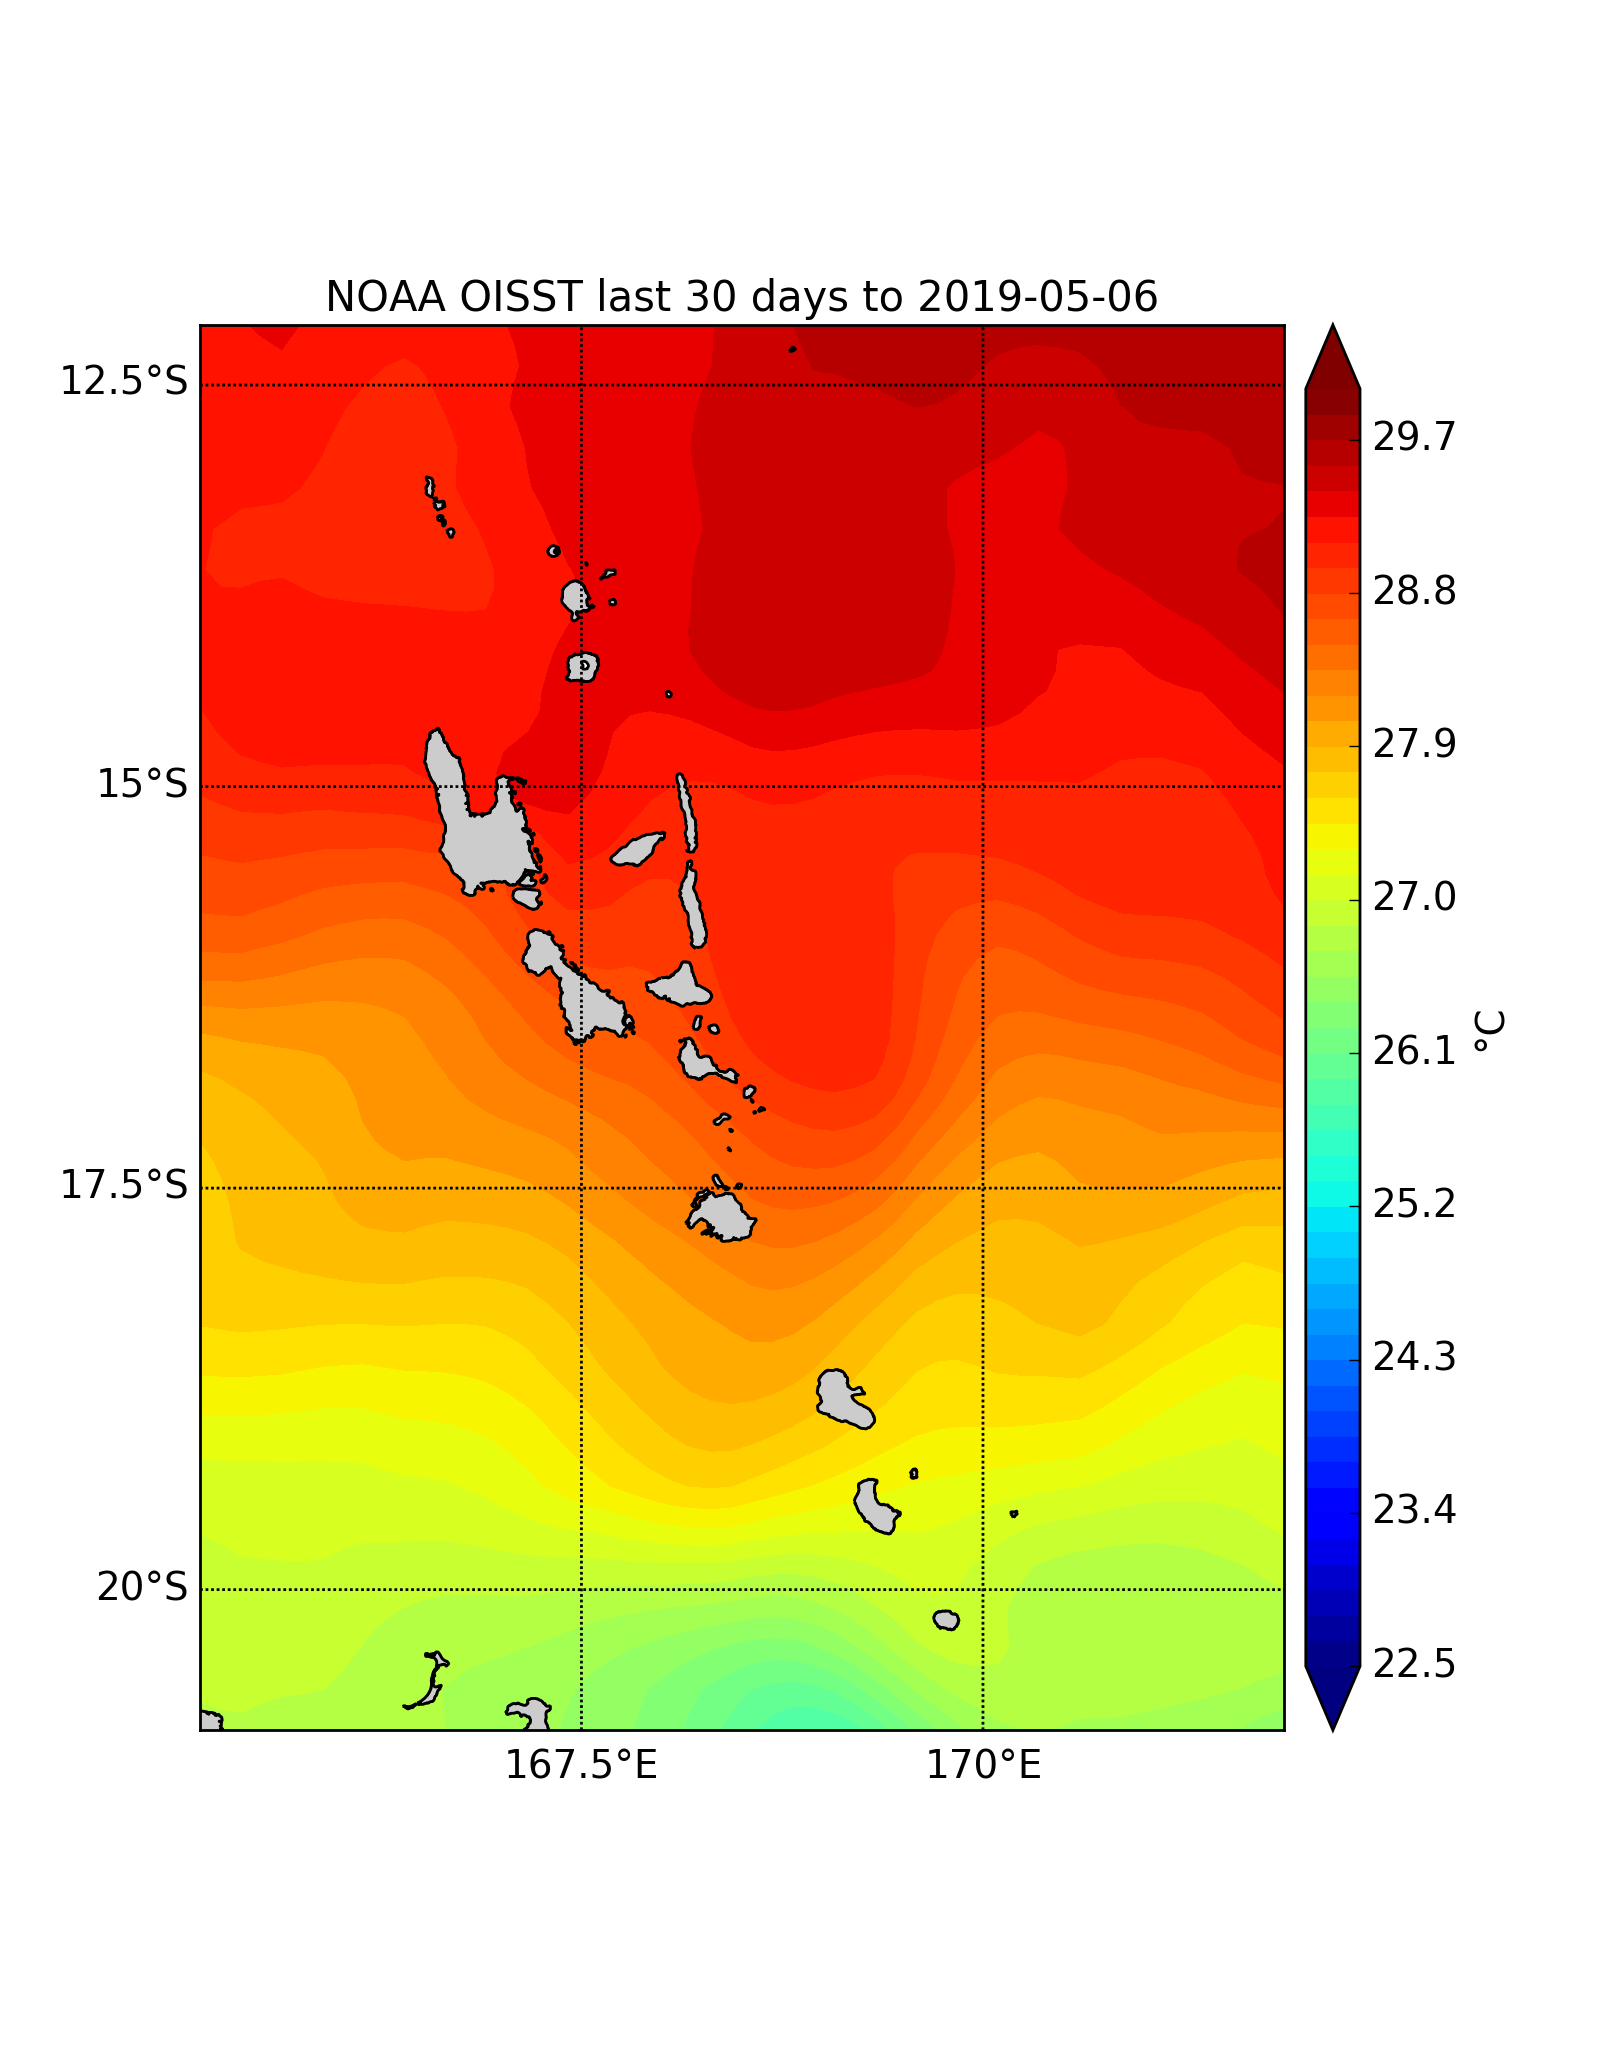 NOAA OISST last 30 days to 2019-05-06
12.5°S
15°S
17.5°S
20°S
167.5°E
170°E
29.7
28.8
27.9
27.0
26.1
25.2
24.3
23.4
22.5
°C